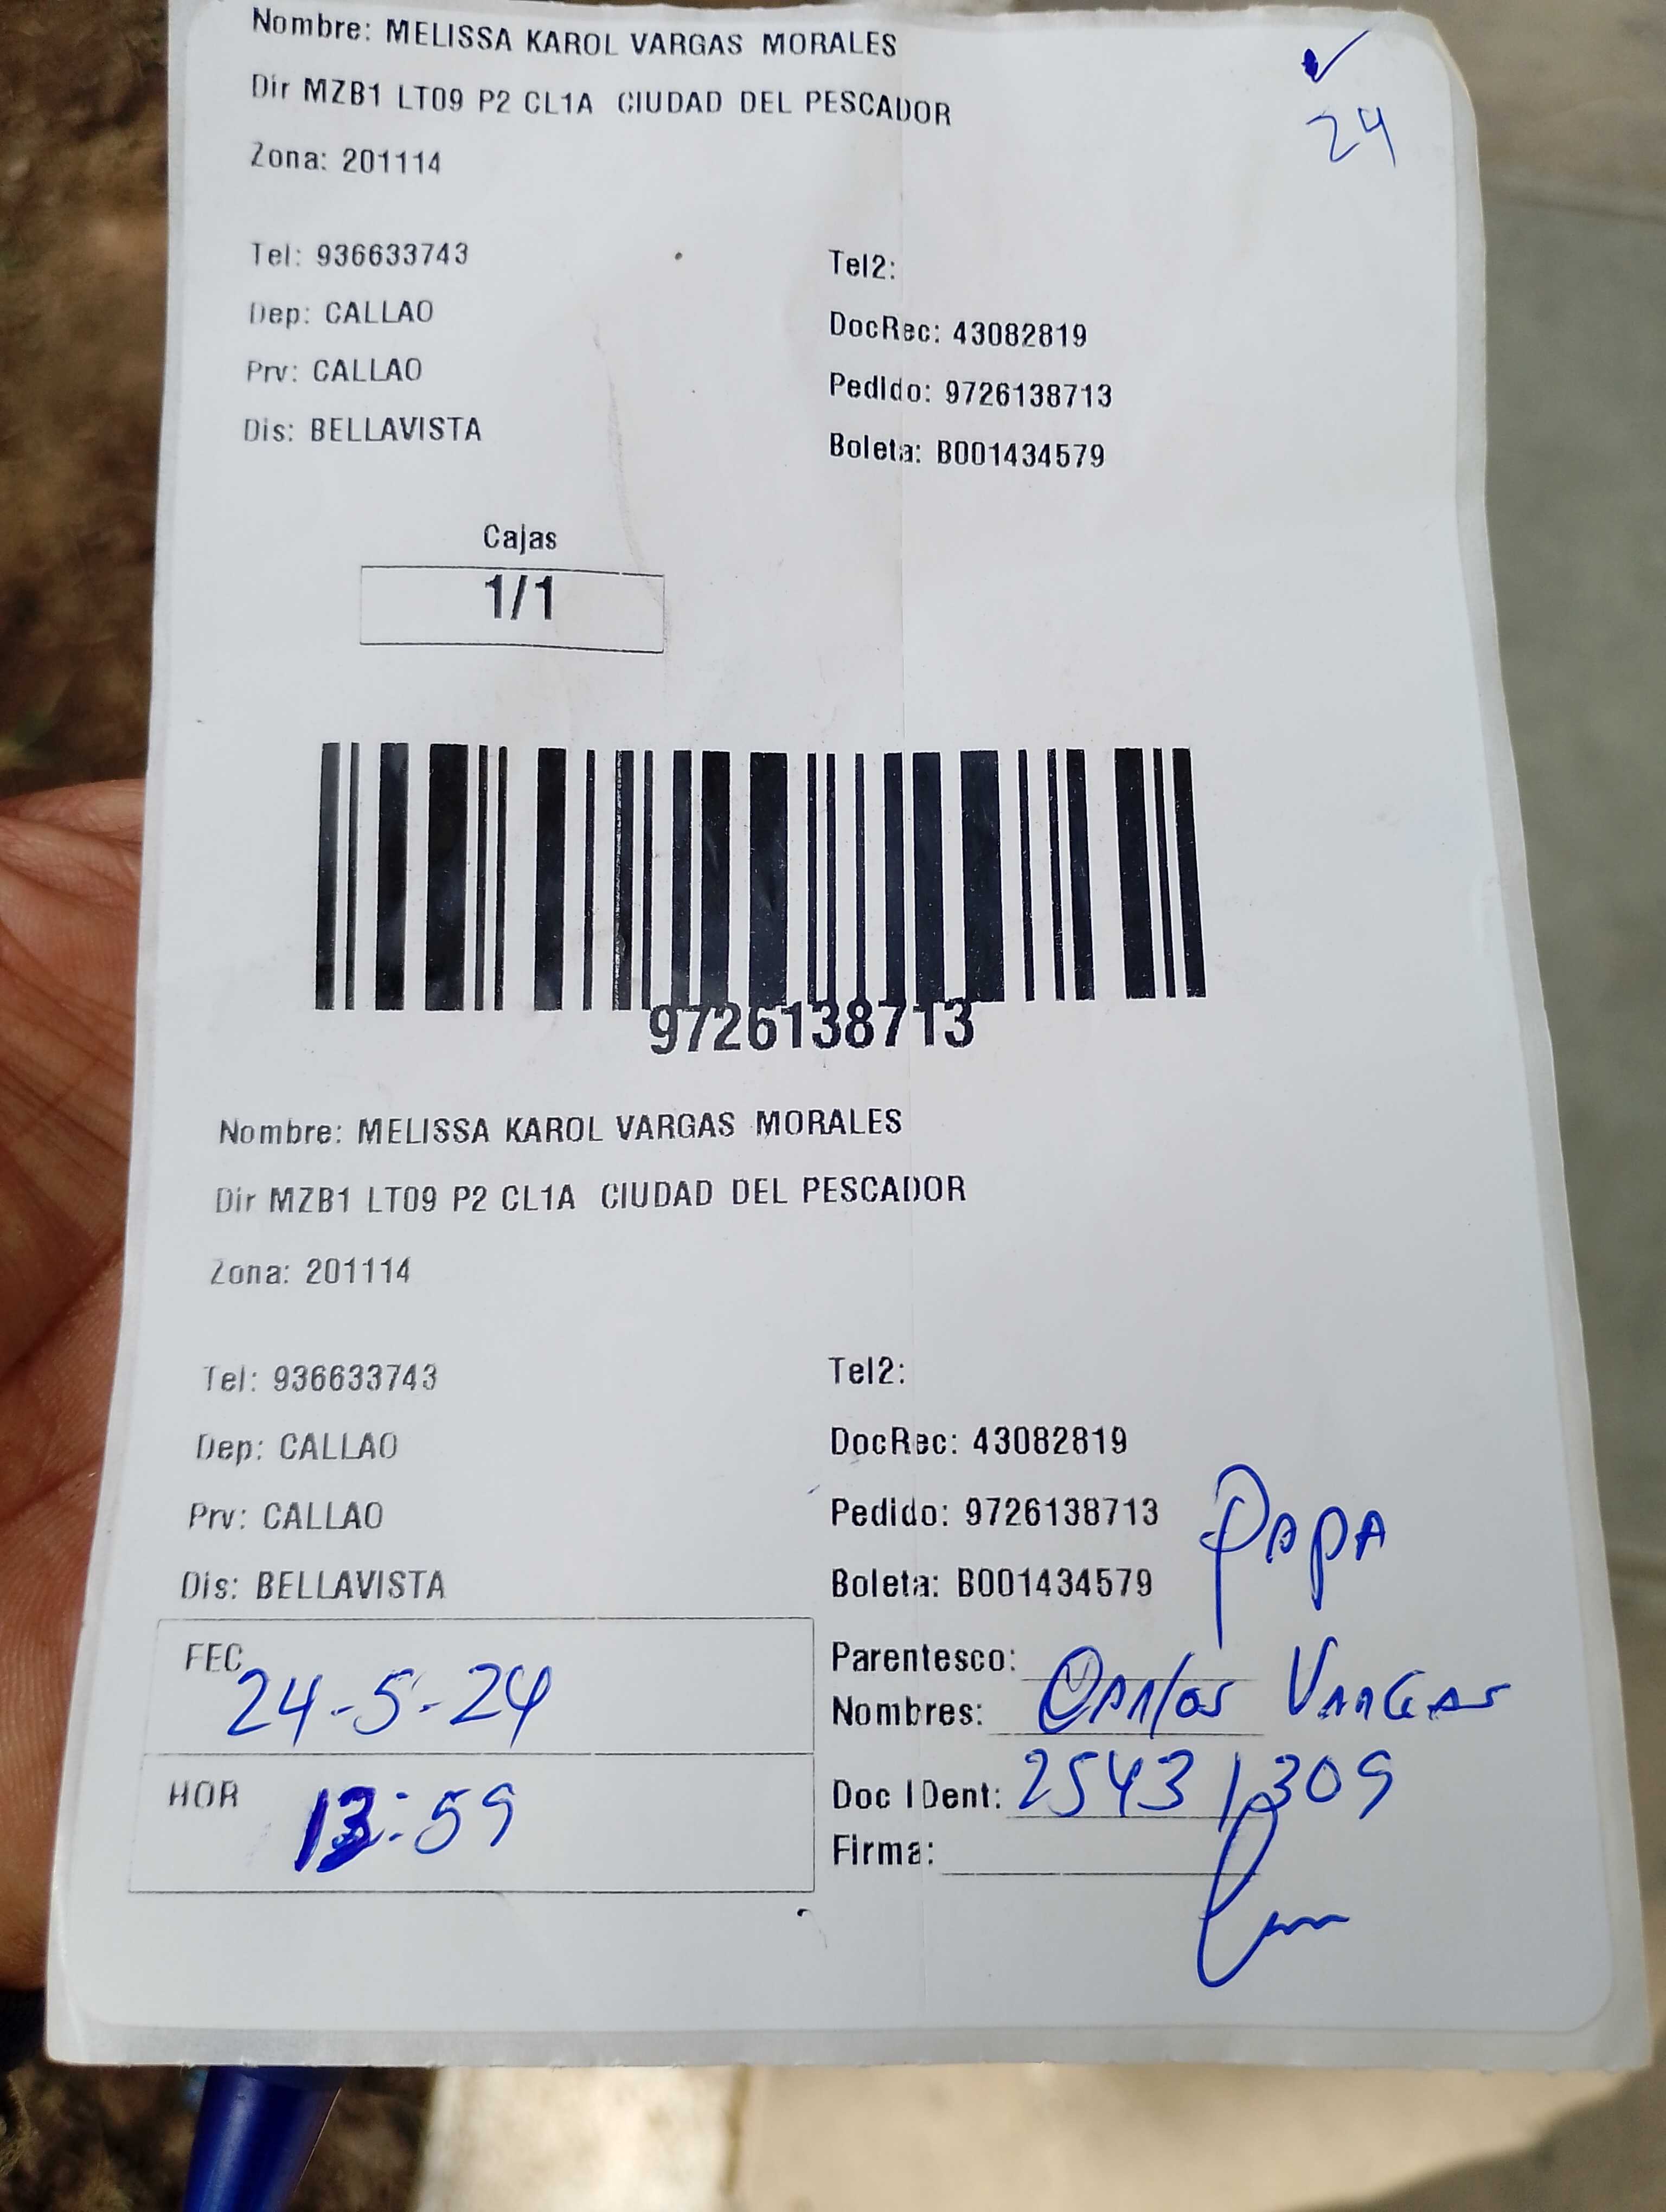 Nombre: MELISSA KAROL VARGAS MORALES
✓
24
Dir MZB1 LT09 P2 CL1A CIUDAD DEL PESCADOR
Zona: 201114
Tel: 936633743
Tel2:
Dep: CALLAO
DocRec: 43082819
Prv: CALLAO
Pedido: 9726138713
Dis: BELLAVISTA
Boleta: B001434579
Cajas
1/1
9726138713
Nombre: MELISSA KAROL VARGAS MORALES
Dir MZB1 LT09 P2 CL1A CIUDAD DEL PESCADOR
Zona: 201114
Tel: 936633743
Tel2:
Dep: CALLAO
DocRec: 43082819
Prv: CALLAO
Pedido: 9726138713
Dis: BELLAVISTA
Boleta: B001434579
FEC 24-5-24
Parentesco: PAPA
Nombres: CARLOS VARGAS
HOR 13:59
Doc IDent: 25431309
Firma: